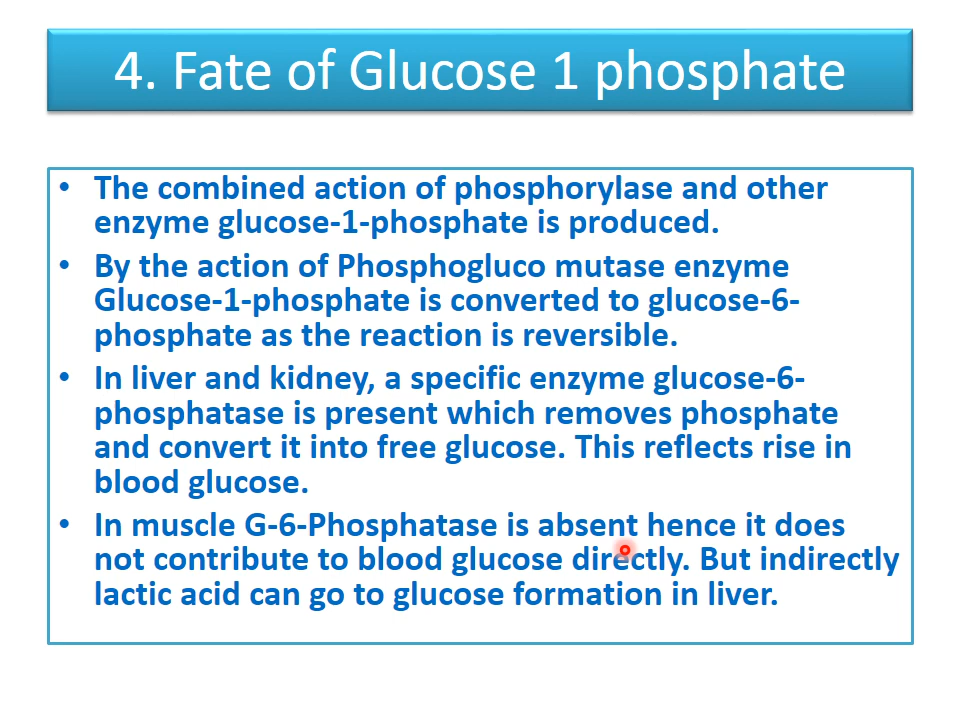 4. Fate of Glucose 1 phosphate
• The combined action of phosphorylase and other
enzyme glucose-1-phosphate is produced.
• By the action of Phosphogluco mutase enzyme
Glucose-1-phosphate is converted to glucose-6-
phosphate as the reaction is reversible.
• In liver and kidney, a specific enzyme glucose-6-
phosphatase is present which removes phosphate
and convert it into free glucose. This reflects rise in
blood glucose.
• In muscle G-6-Phosphatase is absent hence it does
not contribute to blood glucose directly. But indirectly
lactic acid can go to glucose formation in liver.